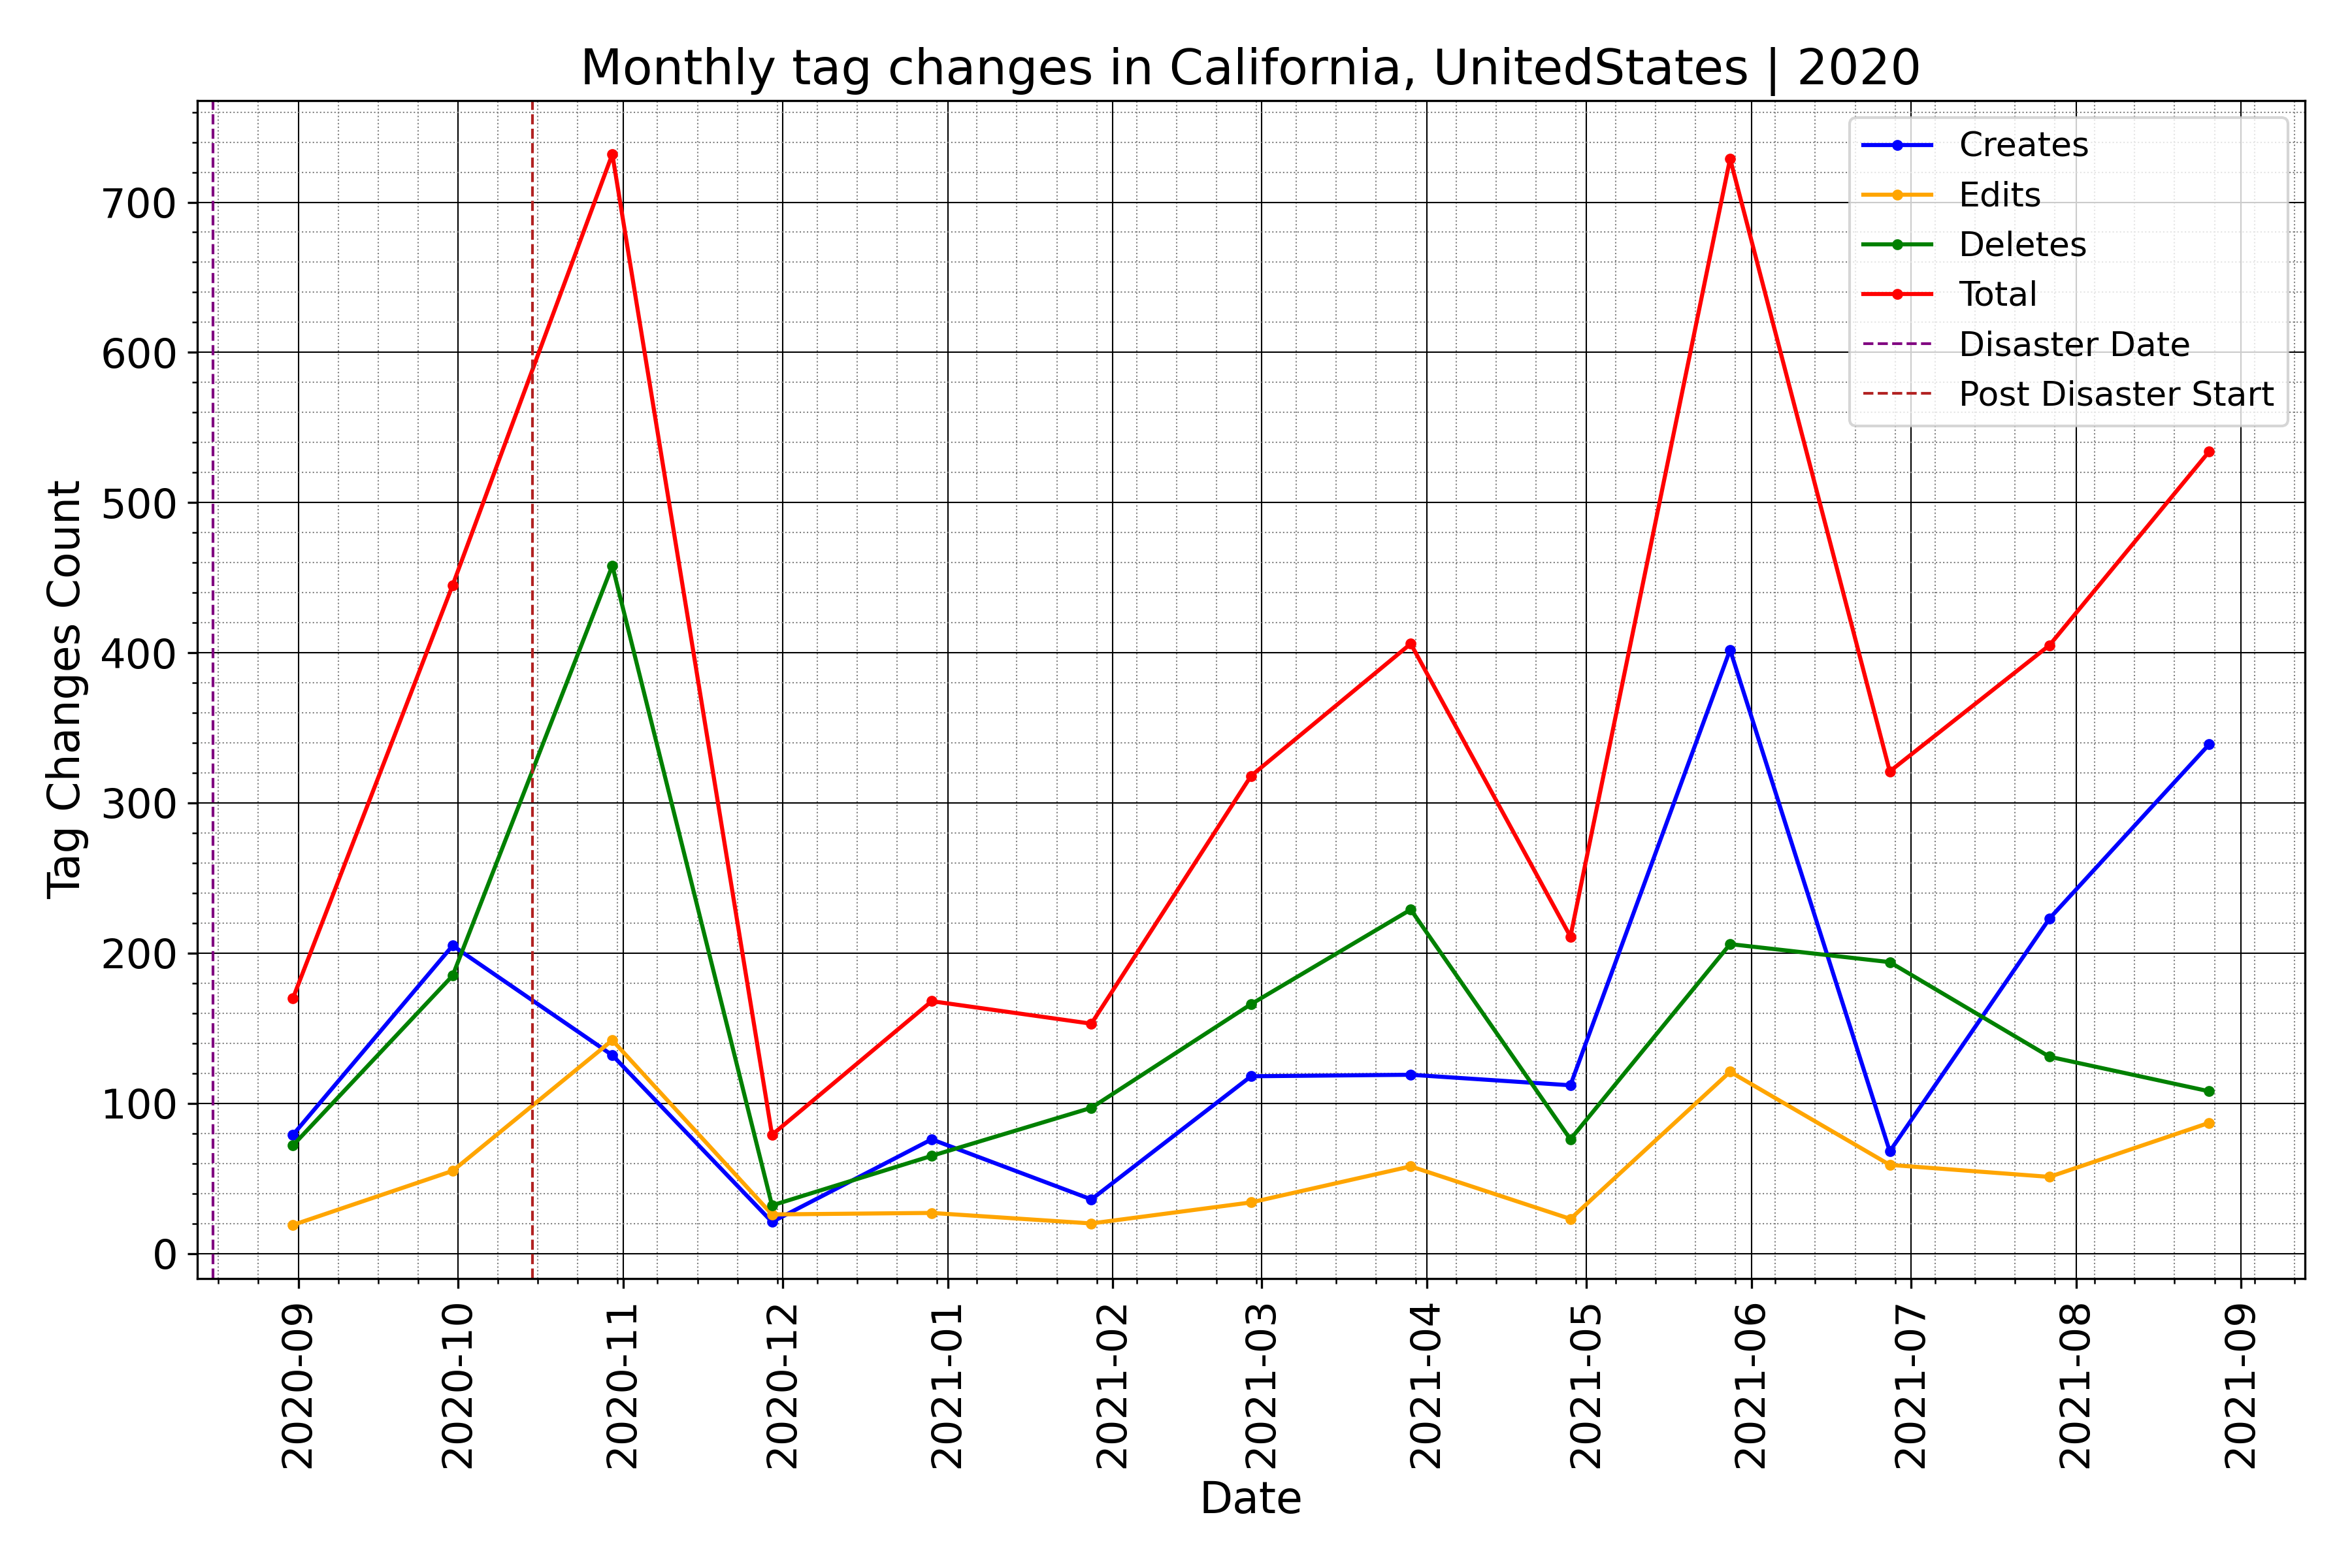 Monthly tag changes in California, UnitedStates | 2020
Creates
Edits
Deletes
Total
Disaster Date
Post Disaster Start
Tag Changes Count
700
600
500
400
300
200
100
0
2020-09
2020-10
2020-11
2020-12
2021-01
2021-02
2021-03
2021-04
2021-05
2021-06
2021-07
2021-08
2021-09
Date